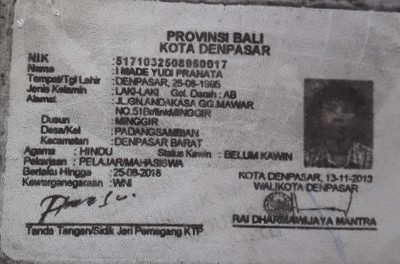 PROVINSI BALI
KOTA DENPASAR
NIK : 5171032508950017
Nama : I MADE YUDI PRANATA
Tempat/Tgl Lahir : DENPASAR, 25-08-1995
Jenis Kelamin : LAKI-LAKI Gol. Darah : AB
Alamat : JL.GN.ANDAKASA GG.MAWAR
NO.51 MINGGIR
Dusun : MINGGIR
Desa/Kel : PADANGSAMBIAN
Kecamatan : DENPASAR BARAT
Agama : HINDU Status Kawin : BELUM KAWIN
Pekerjaan : PELAJAR/MAHASISWA
Berlaku Hingga : 25-08-2018
Kewarganegaraan : WNI
KOTA DENPASAR, 13-11-2013
WALIKOTA DENPASAR
RAI DHARMAWIJAYA MANTRA
Tanda Tangan/Sidik Jari Pemegang KTP